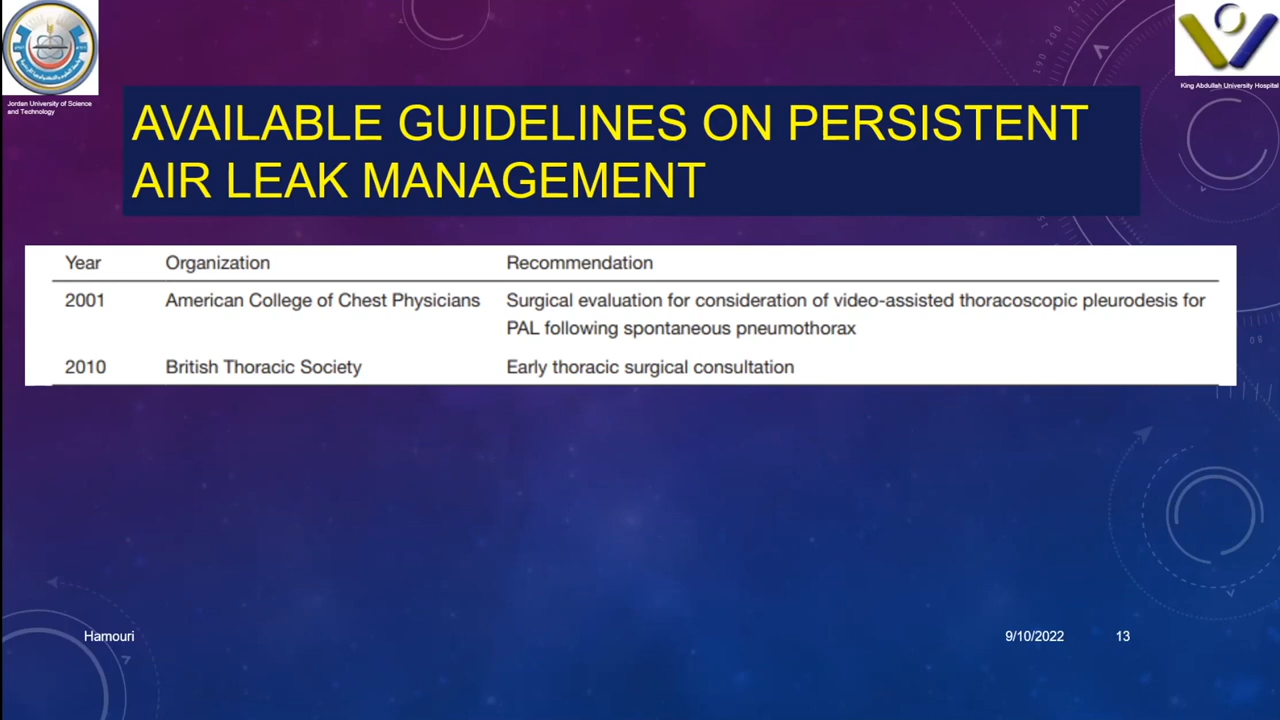 Jordan University of Science
and Technology
King Abdullah University Hospital
AVAILABLE GUIDELINES ON PERSISTENT
AIR LEAK MANAGEMENT
Year Organization Recommendation
2001 American College of Chest Physicians Surgical evaluation for consideration of video-assisted thoracoscopic pleurodesis for
PAL following spontaneous pneumothorax
2010 British Thoracic Society Early thoracic surgical consultation
Hamouri 9/10/2022 13